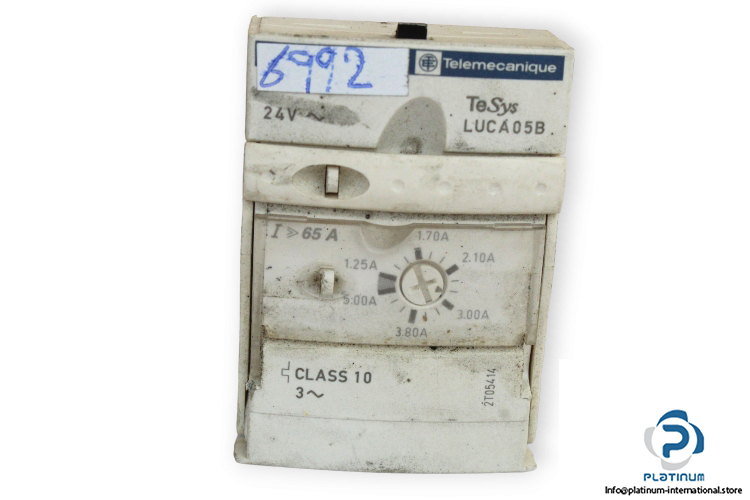 6992
Telemecanique
24V ~
TeSys
LUCA05B
I > 65 A
1.70A
1.25A
2.10A
5.00A
3.00A
3.80A
CLASS 10
3~
2T05414
PLATINUM
Info@platinum-international.store